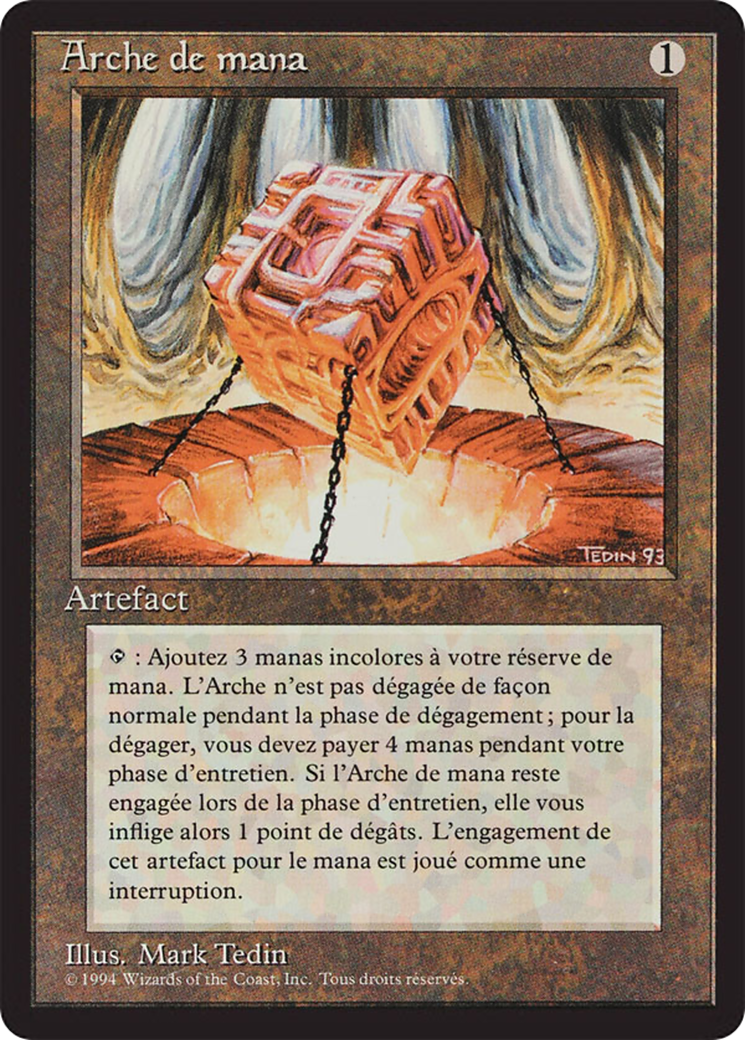 Arche de mana 1
TEDIN 93
Artefact
: Ajoutez 3 manas incolores à votre réserve de
mana. L'Arche n'est pas dégagée de façon
normale pendant la phase de dégagement ; pour la
dégager, vous devez payer 4 manas pendant votre
phase d'entretien. Si l'Arche de mana reste
engagée lors de la phase d'entretien, elle vous
inflige alors 1 point de dégâts. L'engagement de
cet artefact pour le mana est joué comme une
interruption.
Illus. Mark Tedin
© 1994 Wizards of the Coast, Inc. Tous droits réservés.